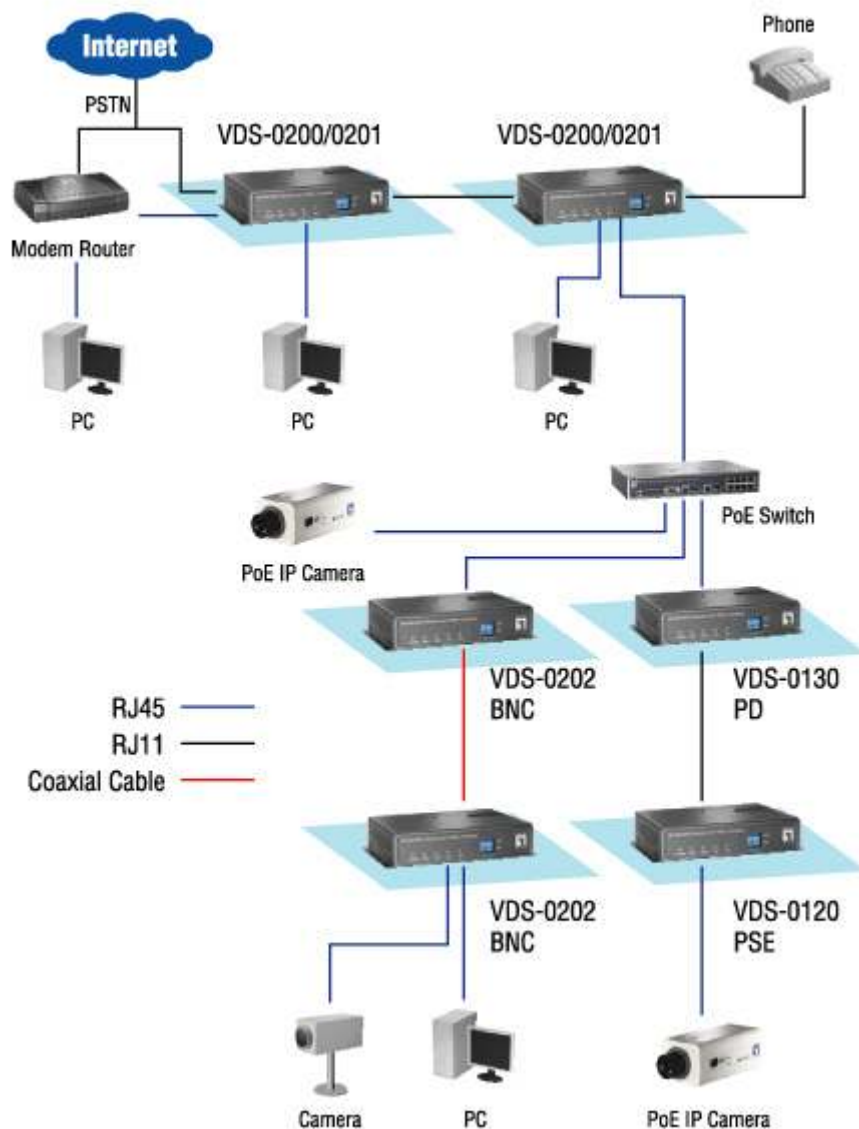 Internet
Phone
PSTN
VDS-0200/0201
VDS-0200/0201
Modem Router
PC
PC
PC
PoE Switch
PoE IP Camera
VDS-0202
BNC
VDS-0130
PD
RJ45
RJ11
Coaxial Cable
VDS-0202
BNC
VDS-0120
PSE
Camera
PC
PoE IP Camera